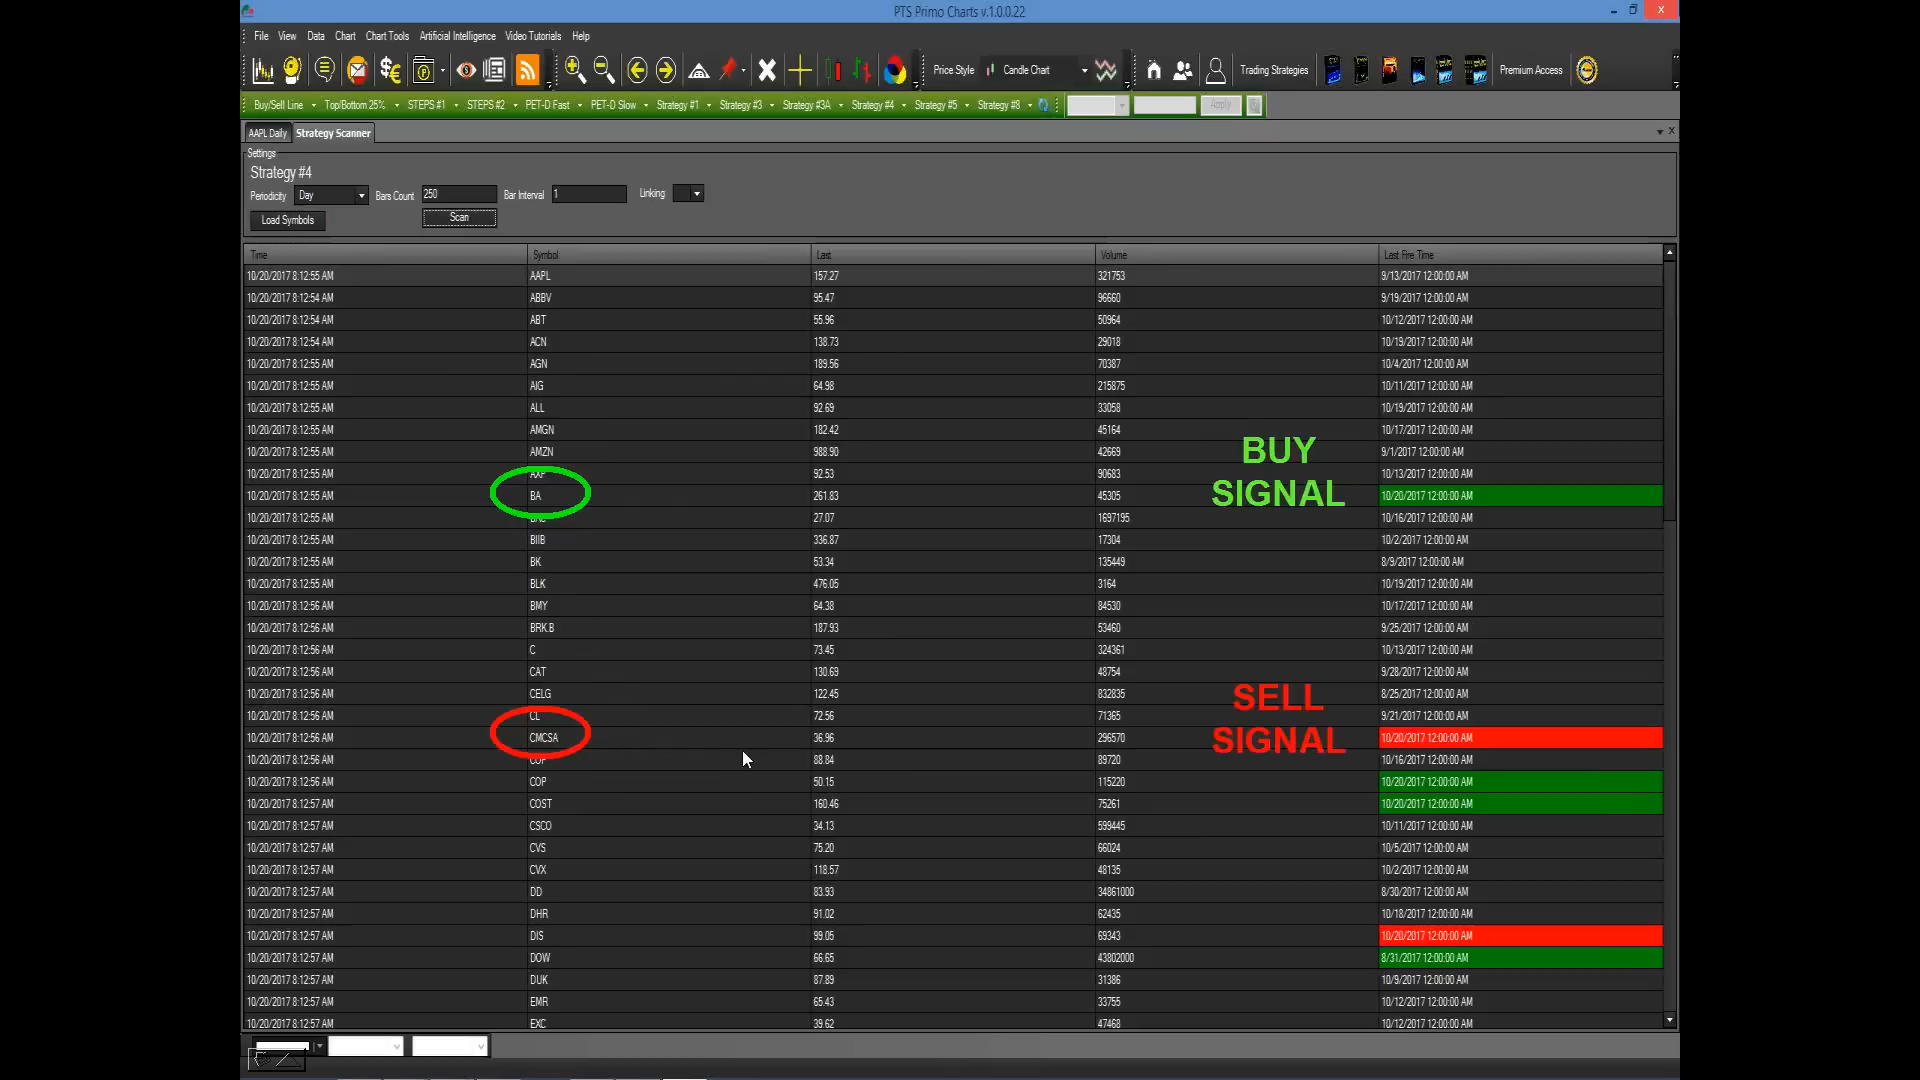 PTS Primo Charts v.1.0.0.22
File View Data Chart Chart Tools Artificial Intelligence Video Tutorials Help
Price Style Candle Chart Trading Strategies Premium Access
Buy/Sell Line Top/Bottom 25% STEPS #1 STEPS #2 PET-D Fast PET-D Slow Strategy #1 Strategy #3 Strategy #3A Strategy #4 Strategy #5 Strategy #8 Apply
AAPL Daily Strategy Scanner
Settings
Strategy #4
Periodicity Day Bars Count 250 Bar Interval 1 Linking
Load Symbols Scan
Time Symbol Last Volume Last Fire Time
10/20/2017 8:12:55 AM AAPL 157.27 321753 9/13/2017 12:00:00 AM
10/20/2017 8:12:54 AM ABBV 95.47 96660 9/19/2017 12:00:00 AM
10/20/2017 8:12:54 AM ABT 55.96 50964 10/12/2017 12:00:00 AM
10/20/2017 8:12:54 AM ACN 138.73 29018 10/19/2017 12:00:00 AM
10/20/2017 8:12:55 AM AGN 189.56 70387 10/4/2017 12:00:00 AM
10/20/2017 8:12:55 AM AIG 64.98 215875 10/11/2017 12:00:00 AM
10/20/2017 8:12:55 AM ALL 92.69 33058 10/19/2017 12:00:00 AM
10/20/2017 8:12:55 AM AMGN 182.42 45164 10/17/2017 12:00:00 AM
10/20/2017 8:12:55 AM AMZN 988.90 42669 9/1/2017 12:00:00 AM
10/20/2017 8:12:55 AM AXP 92.53 90683 10/13/2017 12:00:00 AM
BUY
SIGNAL
10/20/2017 8:12:55 AM BA 261.83 45305 10/20/2017 12:00:00 AM
10/20/2017 8:12:55 AM BAC 27.07 1697195 10/16/2017 12:00:00 AM
10/20/2017 8:12:55 AM BIIB 336.87 17304 10/2/2017 12:00:00 AM
10/20/2017 8:12:55 AM BK 53.34 135449 8/9/2017 12:00:00 AM
10/20/2017 8:12:55 AM BLK 476.05 3164 10/19/2017 12:00:00 AM
10/20/2017 8:12:56 AM BMY 64.38 84530 10/17/2017 12:00:00 AM
10/20/2017 8:12:56 AM BRK.B 187.93 53460 9/25/2017 12:00:00 AM
10/20/2017 8:12:56 AM C 73.45 324361 10/13/2017 12:00:00 AM
10/20/2017 8:12:56 AM CAT 130.69 48754 9/28/2017 12:00:00 AM
10/20/2017 8:12:56 AM CELG 122.45 832835 8/25/2017 12:00:00 AM
10/20/2017 8:12:56 AM CL 72.56 71365 9/21/2017 12:00:00 AM
SELL
SIGNAL
10/20/2017 8:12:56 AM CMCSA 36.96 296570 10/20/2017 12:00:00 AM
10/20/2017 8:12:56 AM COF 88.84 89720 10/16/2017 12:00:00 AM
10/20/2017 8:12:56 AM COP 50.15 115220 10/20/2017 12:00:00 AM
10/20/2017 8:12:57 AM COST 160.46 75261 10/20/2017 12:00:00 AM
10/20/2017 8:12:57 AM CSCO 34.13 599445 10/11/2017 12:00:00 AM
10/20/2017 8:12:57 AM CVS 75.20 66024 10/5/2017 12:00:00 AM
10/20/2017 8:12:57 AM CVX 118.57 48135 10/2/2017 12:00:00 AM
10/20/2017 8:12:57 AM DD 83.93 34861000 8/30/2017 12:00:00 AM
10/20/2017 8:12:57 AM DHR 91.02 62435 10/18/2017 12:00:00 AM
10/20/2017 8:12:57 AM DIS 99.05 69343 10/20/2017 12:00:00 AM
10/20/2017 8:12:57 AM DOW 66.65 43802000 8/31/2017 12:00:00 AM
10/20/2017 8:12:57 AM DUK 87.89 31386 10/9/2017 12:00:00 AM
10/20/2017 8:12:57 AM EMR 65.43 33755 10/12/2017 12:00:00 AM
10/20/2017 8:12:57 AM EXC 39.62 47468 10/12/2017 12:00:00 AM